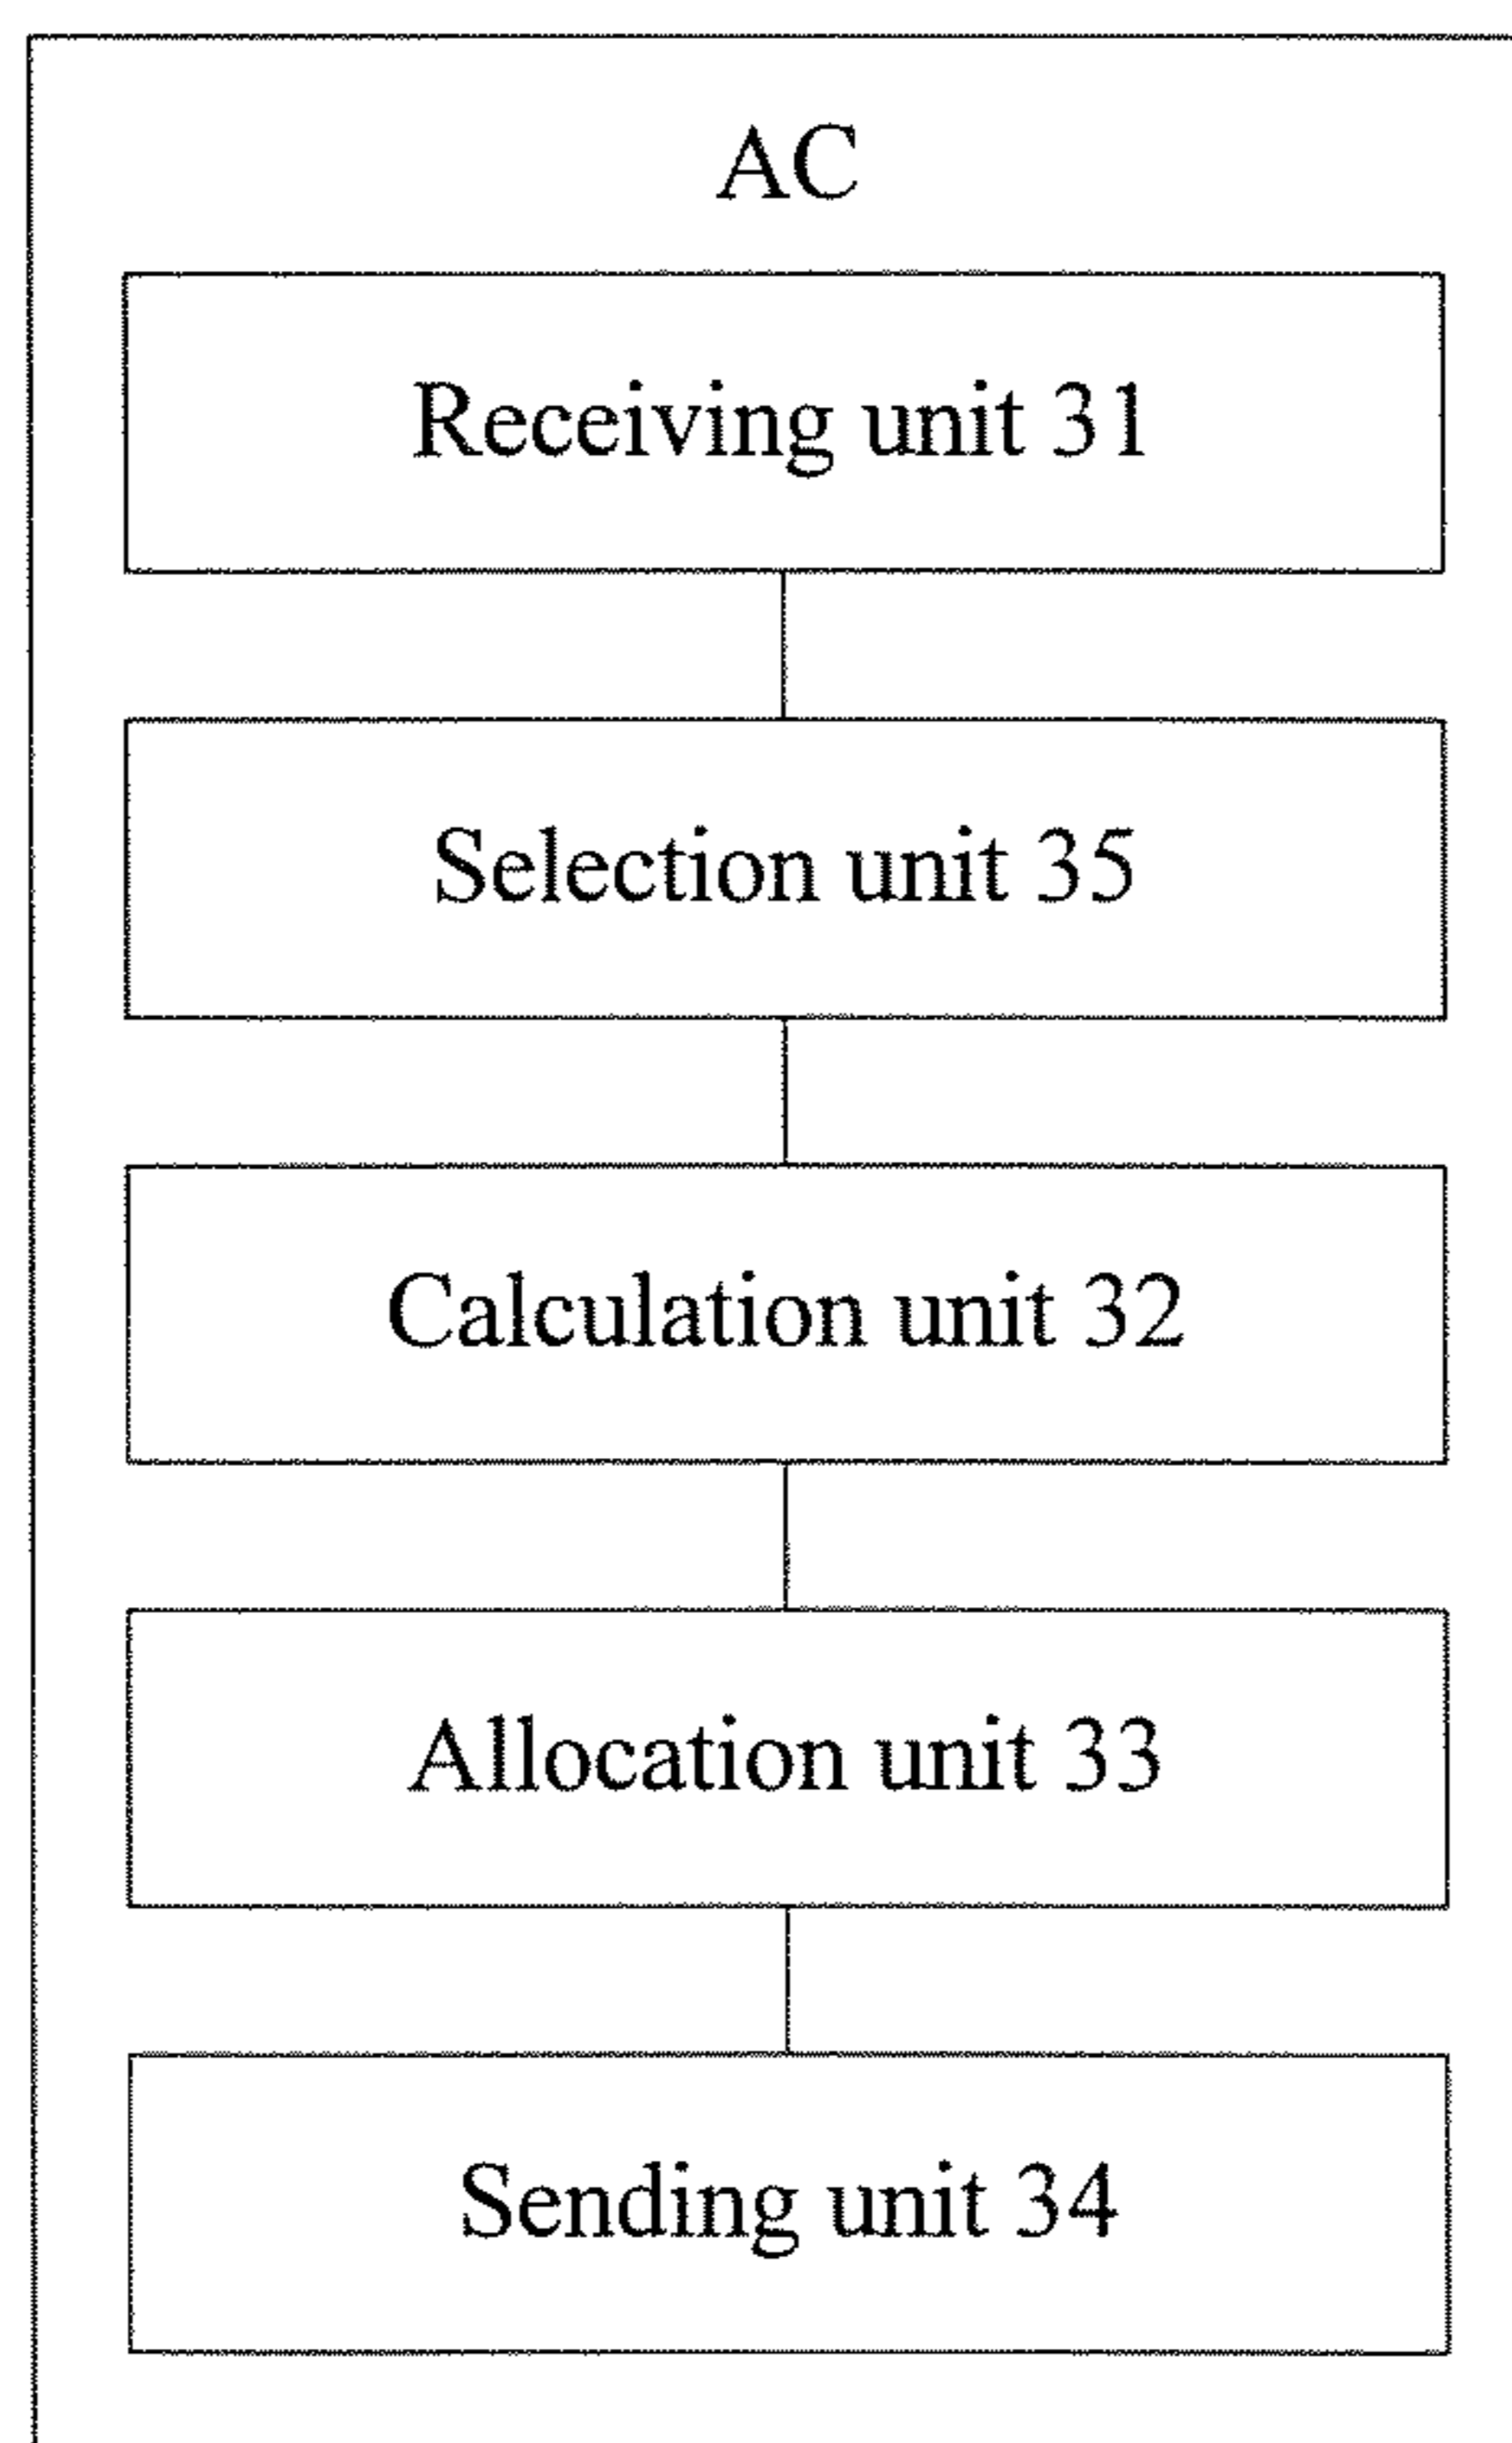 AC
Receiving unit 31
Selection unit 35
Calculation unit 32
Allocation unit 33
Sending unit 34